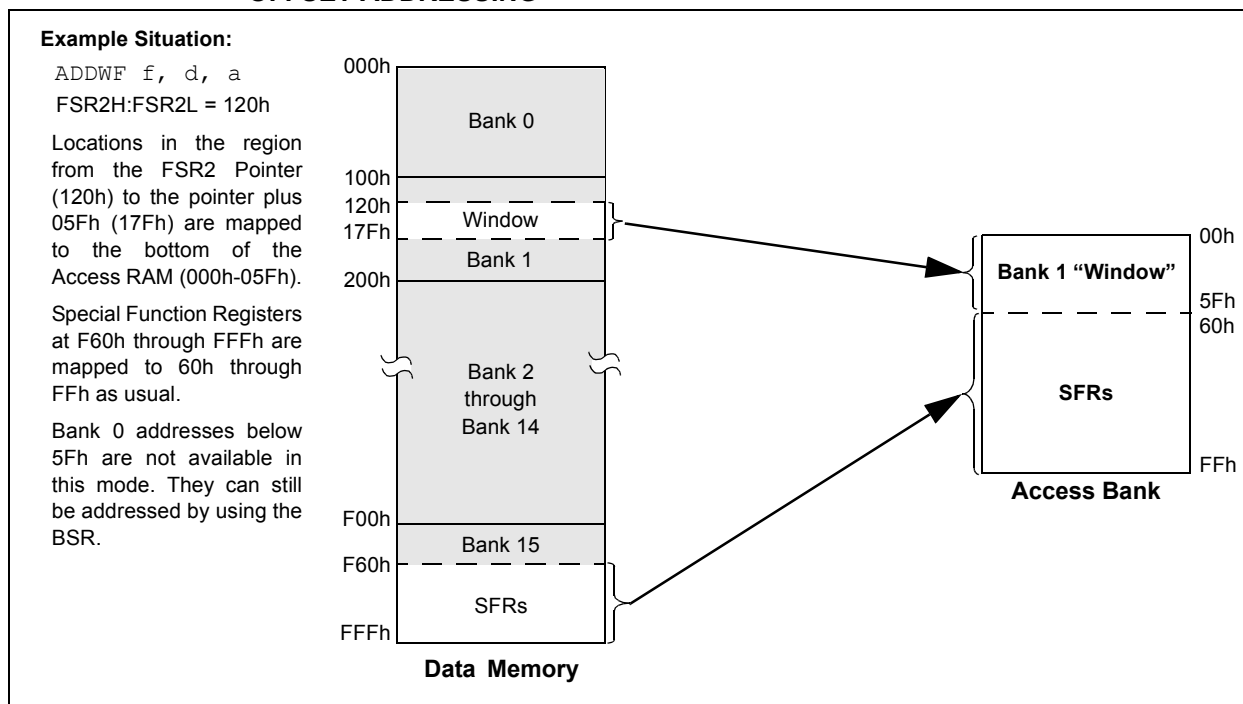 OFFSET ADDRESSING
Example Situation:
ADDWF f, d, a
FSR2H:FSR2L = 120h
Locations in the region
from the FSR2 Pointer
(120h) to the pointer plus
05Fh (17Fh) are mapped
to the bottom of the
Access RAM (000h-05Fh).
Special Function Registers
at F60h through FFFh are
mapped to 60h through
FFh as usual.
Bank 0 addresses below
5Fh are not available in
this mode. They can still
be addressed by using the
BSR.
000h
Bank 0
100h
120h
Window
17Fh
Bank 1
200h
Bank 2
through
Bank 14
F00h
Bank 15
F60h
SFRs
FFFh
Data Memory
00h
Bank 1 “Window”
5Fh
60h
SFRs
FFh
Access Bank